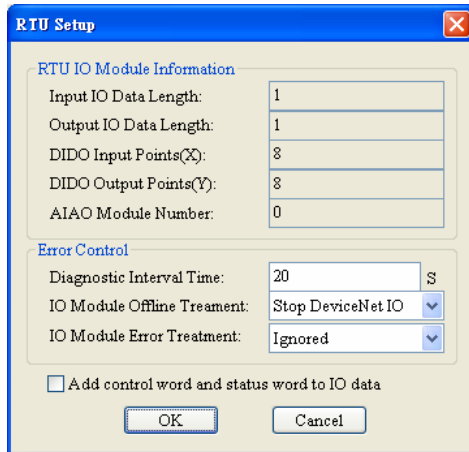 RTU Setup
RTU IO Module Information
Input IO Data Length: 1
Output IO Data Length: 1
DIDO Input Points(X): 8
DIDO Output Points(Y): 8
AIAO Module Number: 0
Error Control
Diagnostic Interval Time: 20 S
IO Module Offline Treament: Stop DeviceNet IO
IO Module Error Treatment: Ignored
Add control word and status word to IO data
OK Cancel